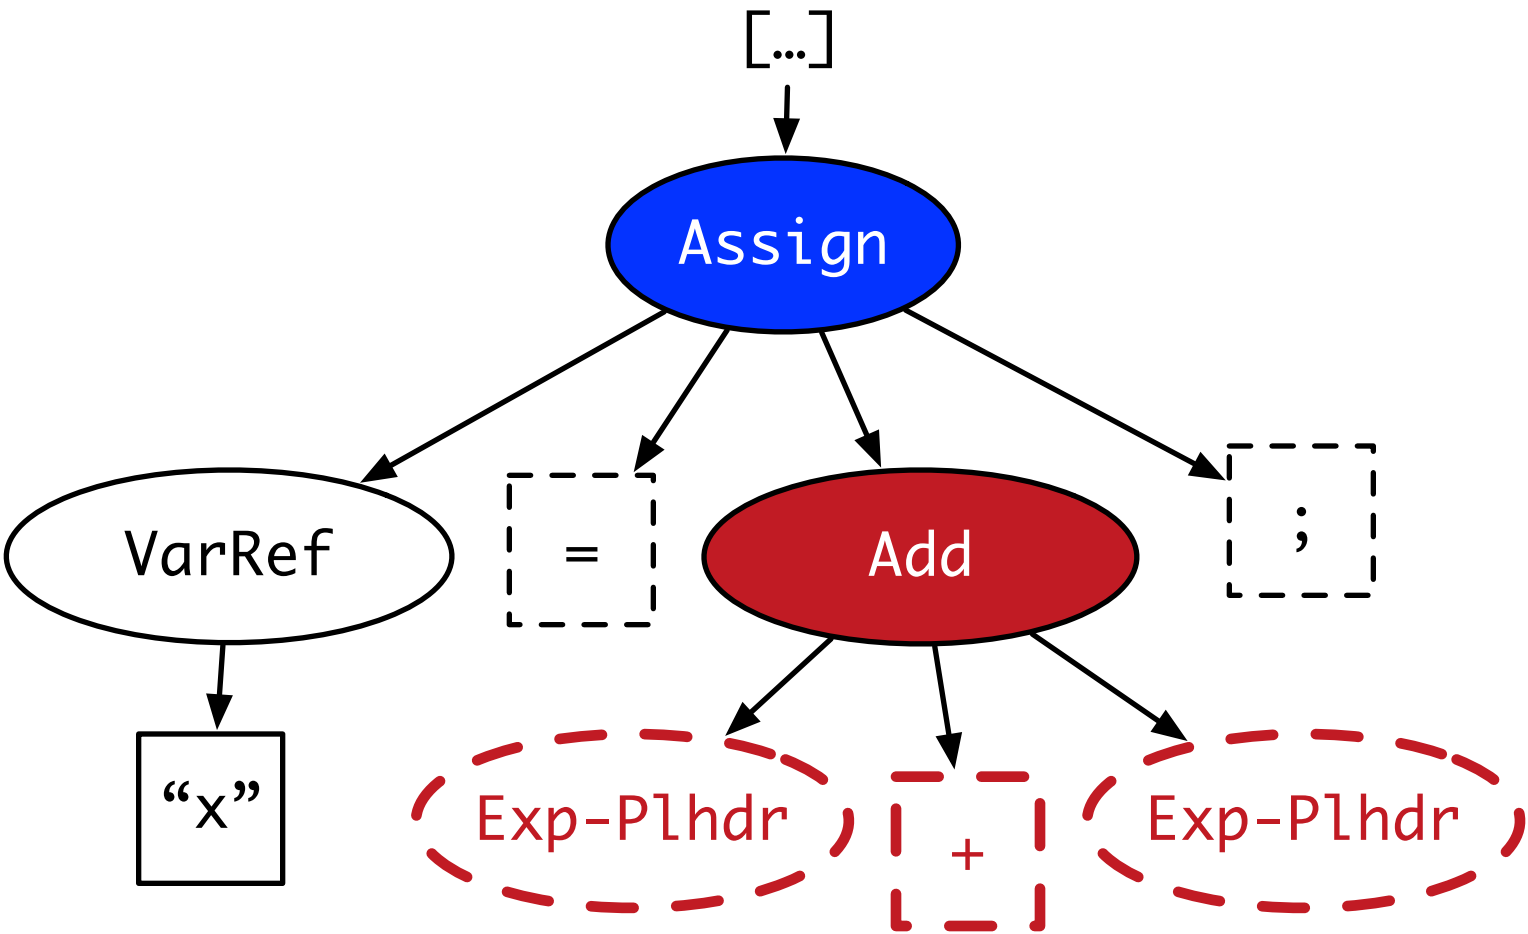 […]
Assign
VarRef
=
Add
;
“x”
Exp-Plhdr
+
Exp-Plhdr